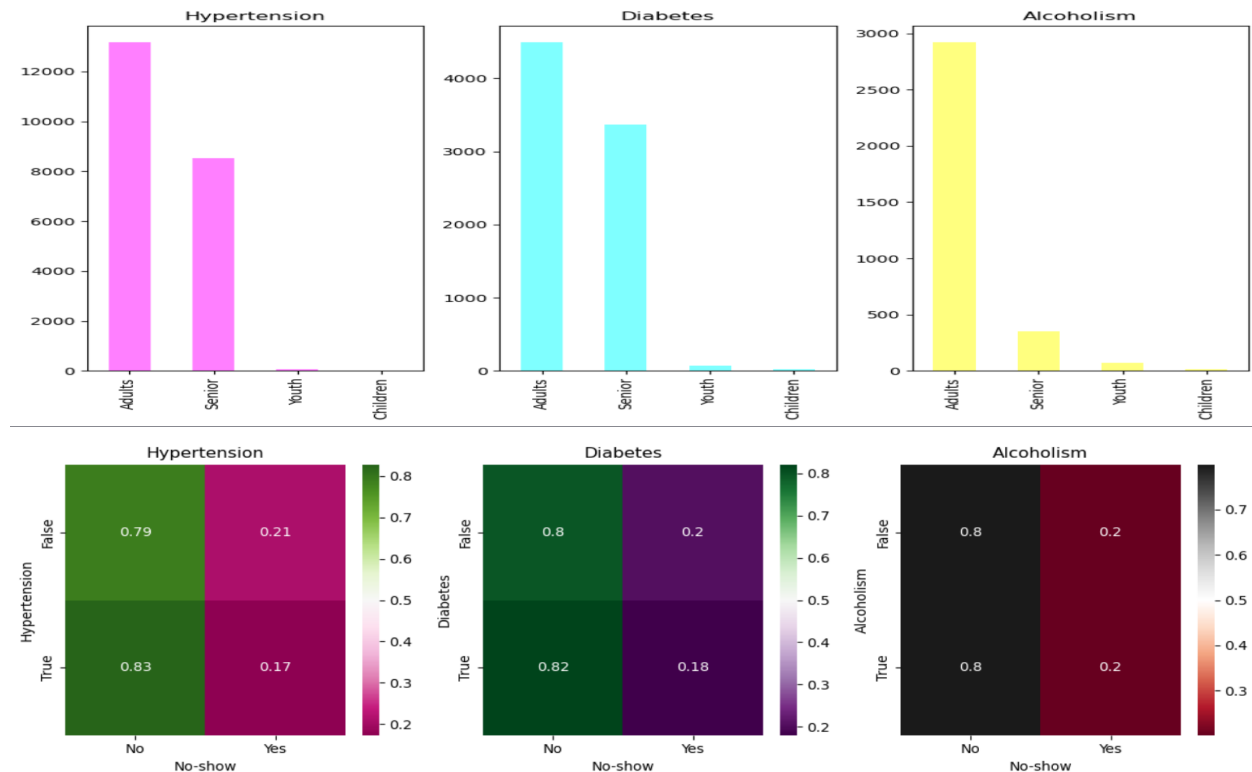 Hypertension
12000
10000
8000
6000
4000
2000
0
Adults
Senior
Youth
Children
Diabetes
4000
3000
2000
1000
0
Adults
Senior
Youth
Children
Alcoholism
3000
2500
2000
1500
1000
500
0
Adults
Senior
Youth
Children
Hypertension
Hypertension
False
True
0.79 0.21
0.83 0.17
No Yes
No-show
0.8
0.7
0.6
0.5
0.4
0.3
0.2
Diabetes
Diabetes
False
True
0.8 0.2
0.82 0.18
No Yes
No-show
0.8
0.7
0.6
0.5
0.4
0.3
0.2
Alcoholism
Alcoholism
False
True
0.8 0.2
0.8 0.2
No Yes
No-show
0.7
0.6
0.5
0.4
0.3